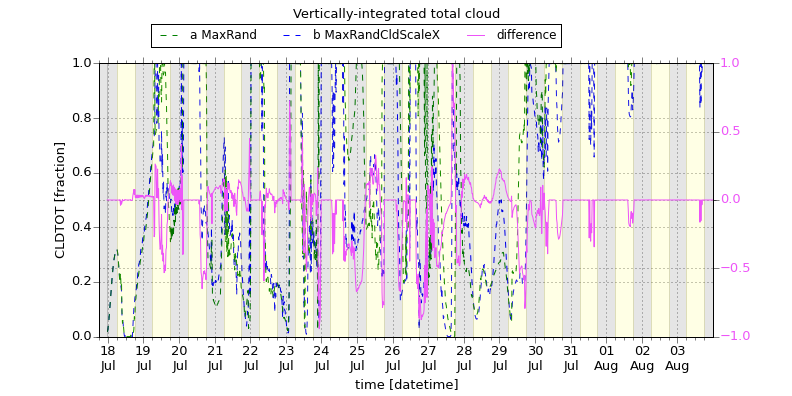 Vertically-integrated total cloud
a MaxRand b MaxRandCldScaleX difference
CLDTOT [fraction]
1.0
0.8
0.6
0.4
0.2
0.0
1.0
0.5
0.0
−0.5
−1.0
18 19 20 21 22 23 24 25 26 27 28 29 30 31 01 02 03
Jul Jul Jul Jul Jul Jul Jul Jul Jul Jul Jul Jul Jul Jul Aug Aug Aug
time [datetime]